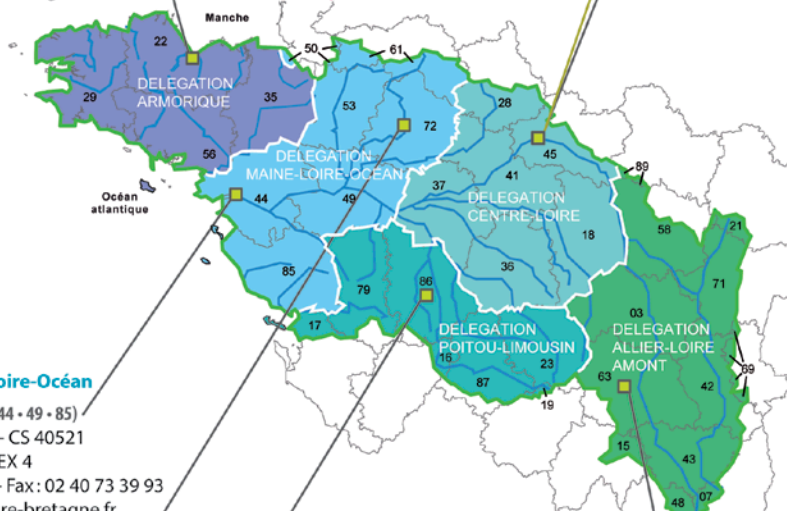 Manche
22
50
61
DELEGATION
ARMORIQUE
29
35
53
72
28
56
DELEGATION
MAINE-LOIRE-OCÉAN
45
41
89
Océan
atlantique
44
49
37
DELEGATION
CENTRE-LOIRE
18
58
21
85
79
86
36
71
17
03
DELEGATION
POITOU-LIMOUSIN
DELEGATION
ALLIER-LOIRE
AMONT
16
23
87
63
69
42
19
15
43
48
07
oire-Océan
44 • 49 • 85)
- CS 40521
EX 4
- Fax : 02 40 73 39 93
re-bretagne.fr